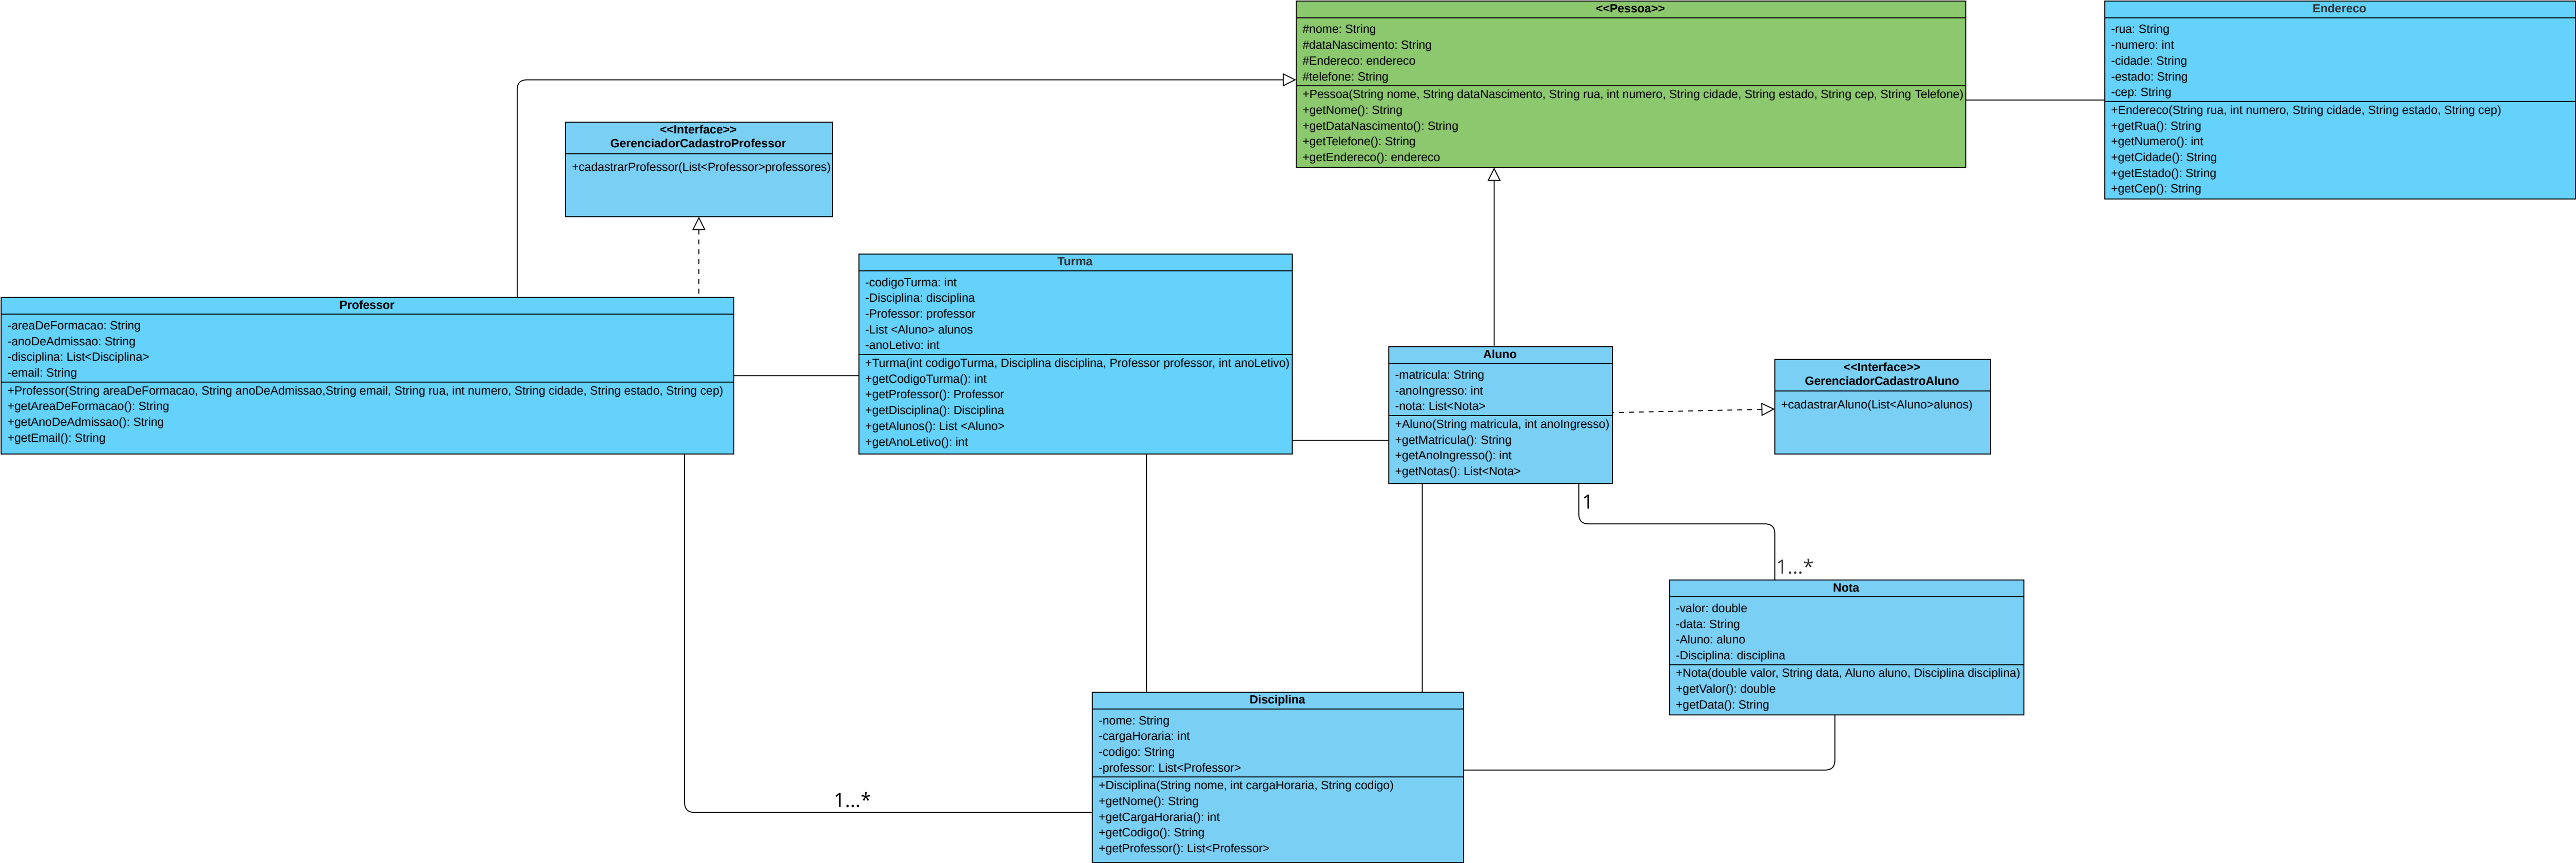 <<Pessoa>>
#nome: String
#dataNascimento: String
#Endereco: endereco
#telefone: String
+Pessoa(String nome, String dataNascimento, String rua, int numero, String cidade, String estado, String cep, String Telefone)
+getNome(): String
+getDataNascimento(): String
+getTelefone(): String
+getEndereco(): endereco
Endereco
-rua: String
-numero: int
-cidade: String
-estado: String
-cep: String
+Endereco(String rua, int numero, String cidade, String estado, String cep)
+getRua(): String
+getNumero(): int
+getCidade(): String
+getEstado(): String
+getCep(): String
<<Interface>>
GerenciadorCadastroProfessor
+cadastrarProfessor(List<Professor>professores)
Professor
-areaDeFormacao: String
-anoDeAdmissao: String
-disciplina: List<Disciplina>
-email: String
+Professor(String areaDeFormacao, String anoDeAdmissao,String email, String rua, int numero, String cidade, String estado, String cep)
+getAreaDeFormacao(): String
+getAnoDeAdmissao(): String
+getEmail(): String
Turma
-codigoTurma: int
-Disciplina: disciplina
-Professor: professor
-List <Aluno> alunos
-anoLetivo: int
+Turma(int codigoTurma, Disciplina disciplina, Professor professor, int anoLetivo)
+getCodigoTurma(): int
+getProfessor(): Professor
+getDisciplina(): Disciplina
+getAlunos(): List <Aluno>
+getAnoLetivo(): int
Aluno
-matricula: String
-anoIngresso: int
-nota: List<Nota>
+Aluno(String matricula, int anoIngresso)
+getMatricula(): String
+getAnoIngresso(): int
+getNotas(): List<Nota>
<<Interface>>
GerenciadorCadastroAluno
+cadastrarAluno(List<Aluno>alunos)
1
1...*
Nota
-valor: double
-data: String
-Aluno: aluno
-Disciplina: disciplina
+Nota(double valor, String data, Aluno aluno, Disciplina disciplina)
+getValor(): double
+getData(): String
Disciplina
-nome: String
-cargaHoraria: int
-codigo: String
-professor: List<Professor>
+Disciplina(String nome, int cargaHoraria, String codigo)
+getNome(): String
+getCargaHoraria(): int
+getCodigo(): String
+getProfessor(): List<Professor>
1...*